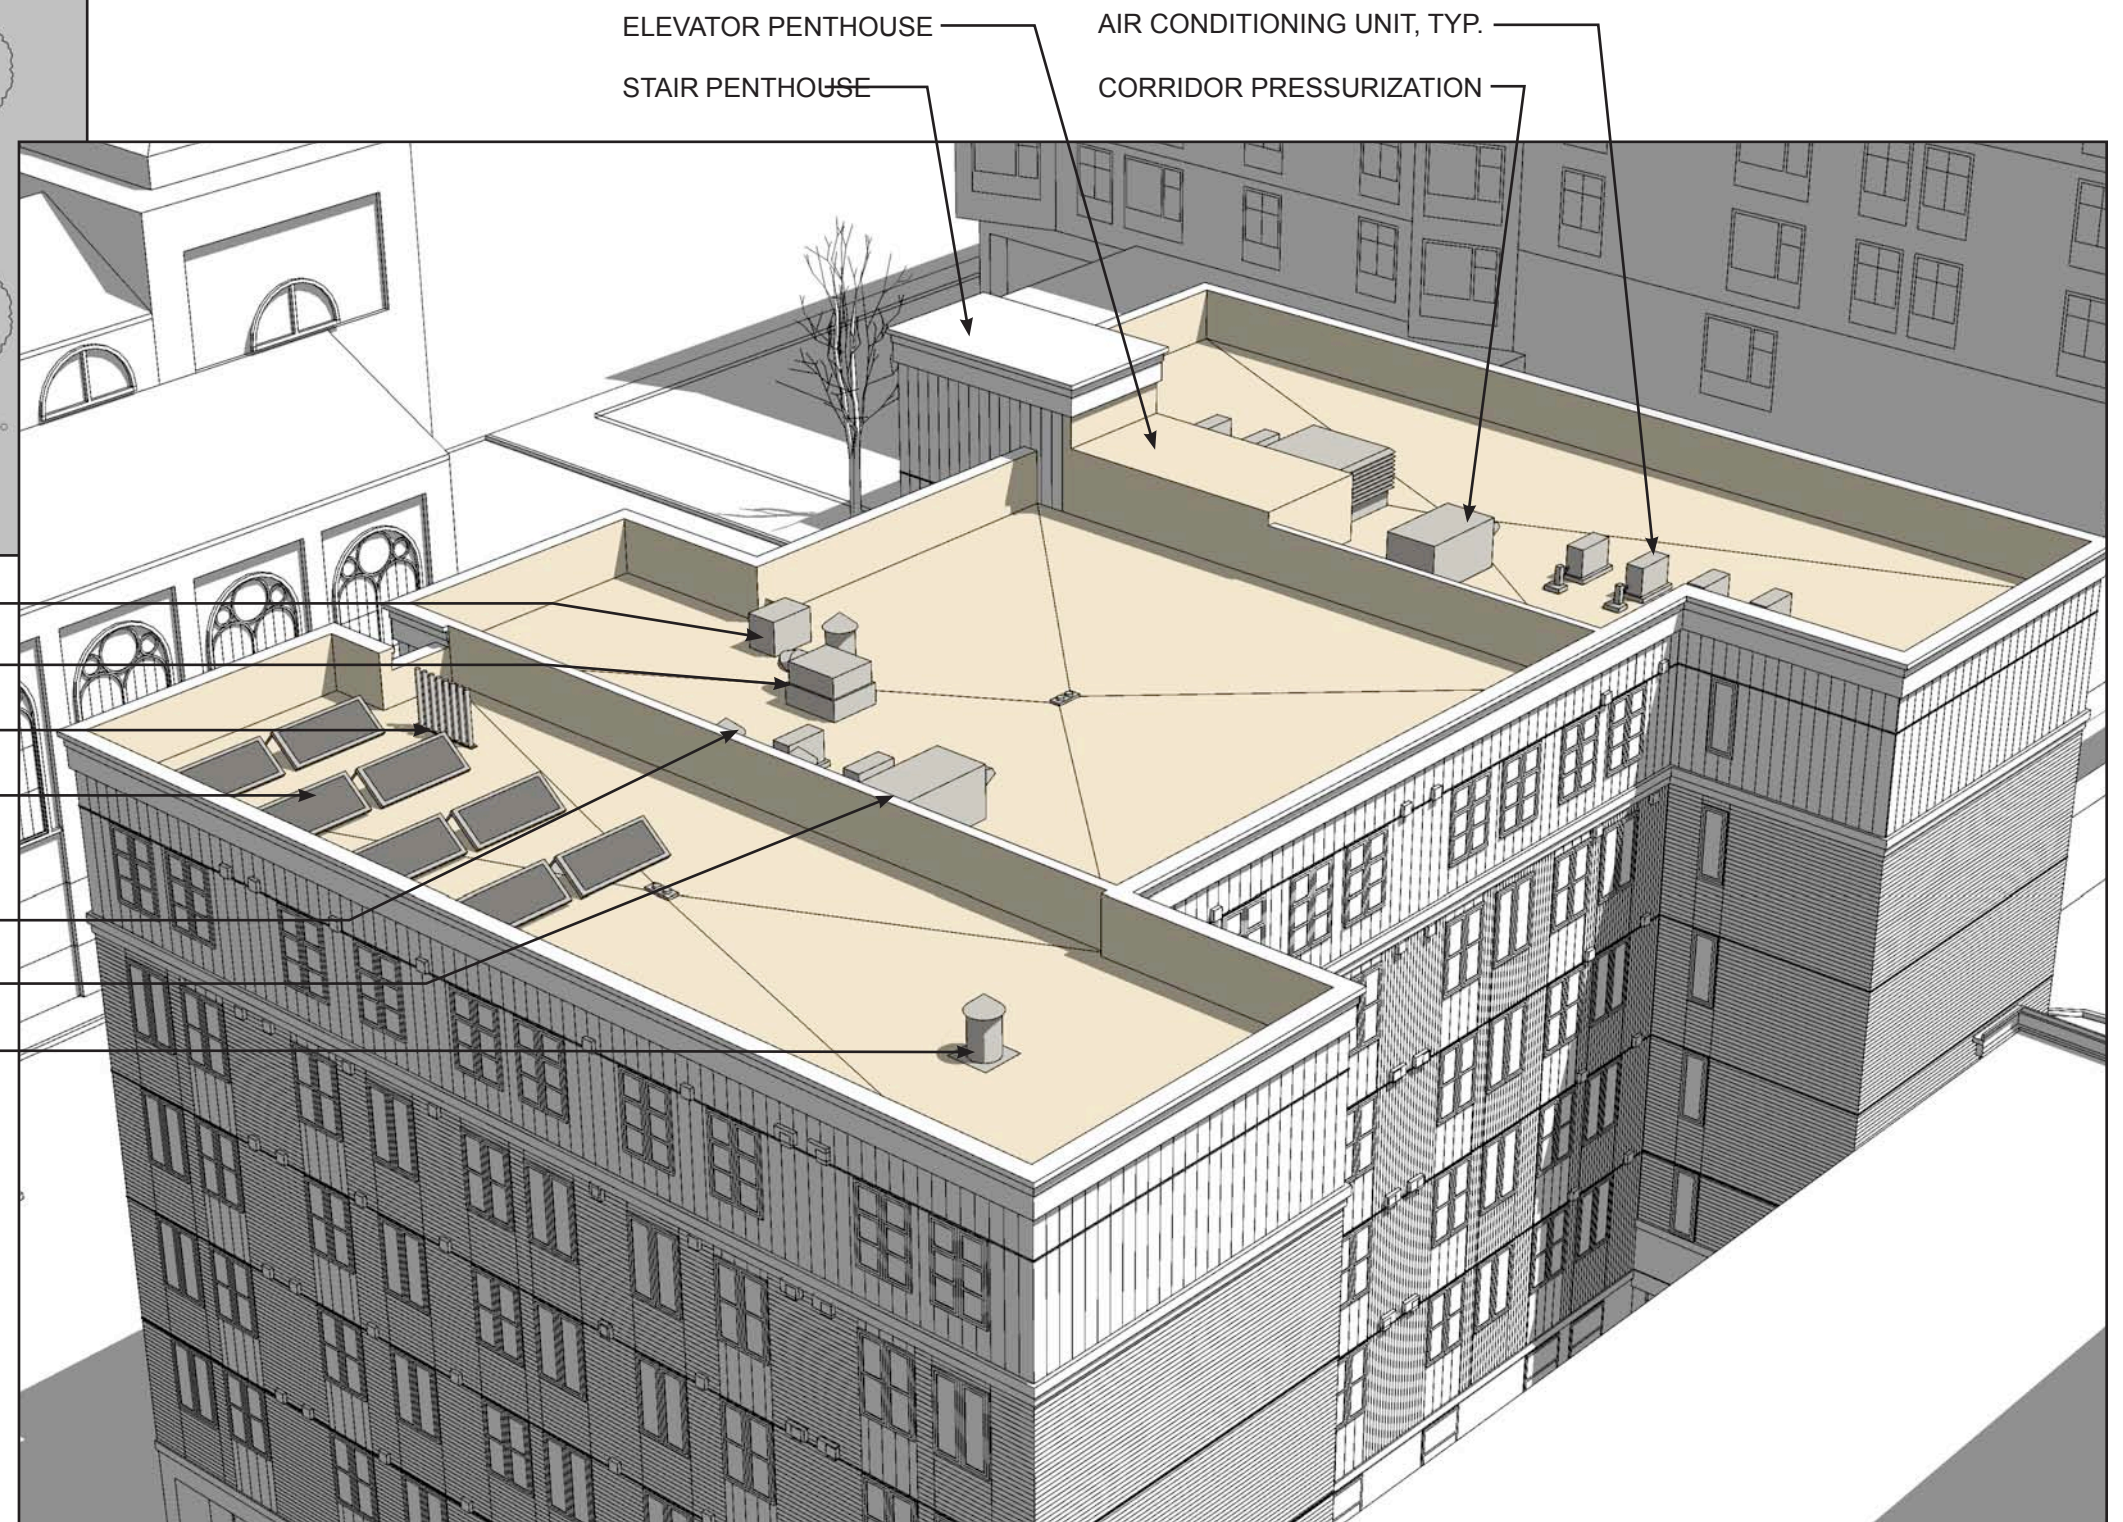 ELEVATOR PENTHOUSE
AIR CONDITIONING UNIT, TYP.
STAIR PENTHOUSE
CORRIDOR PRESSURIZATION